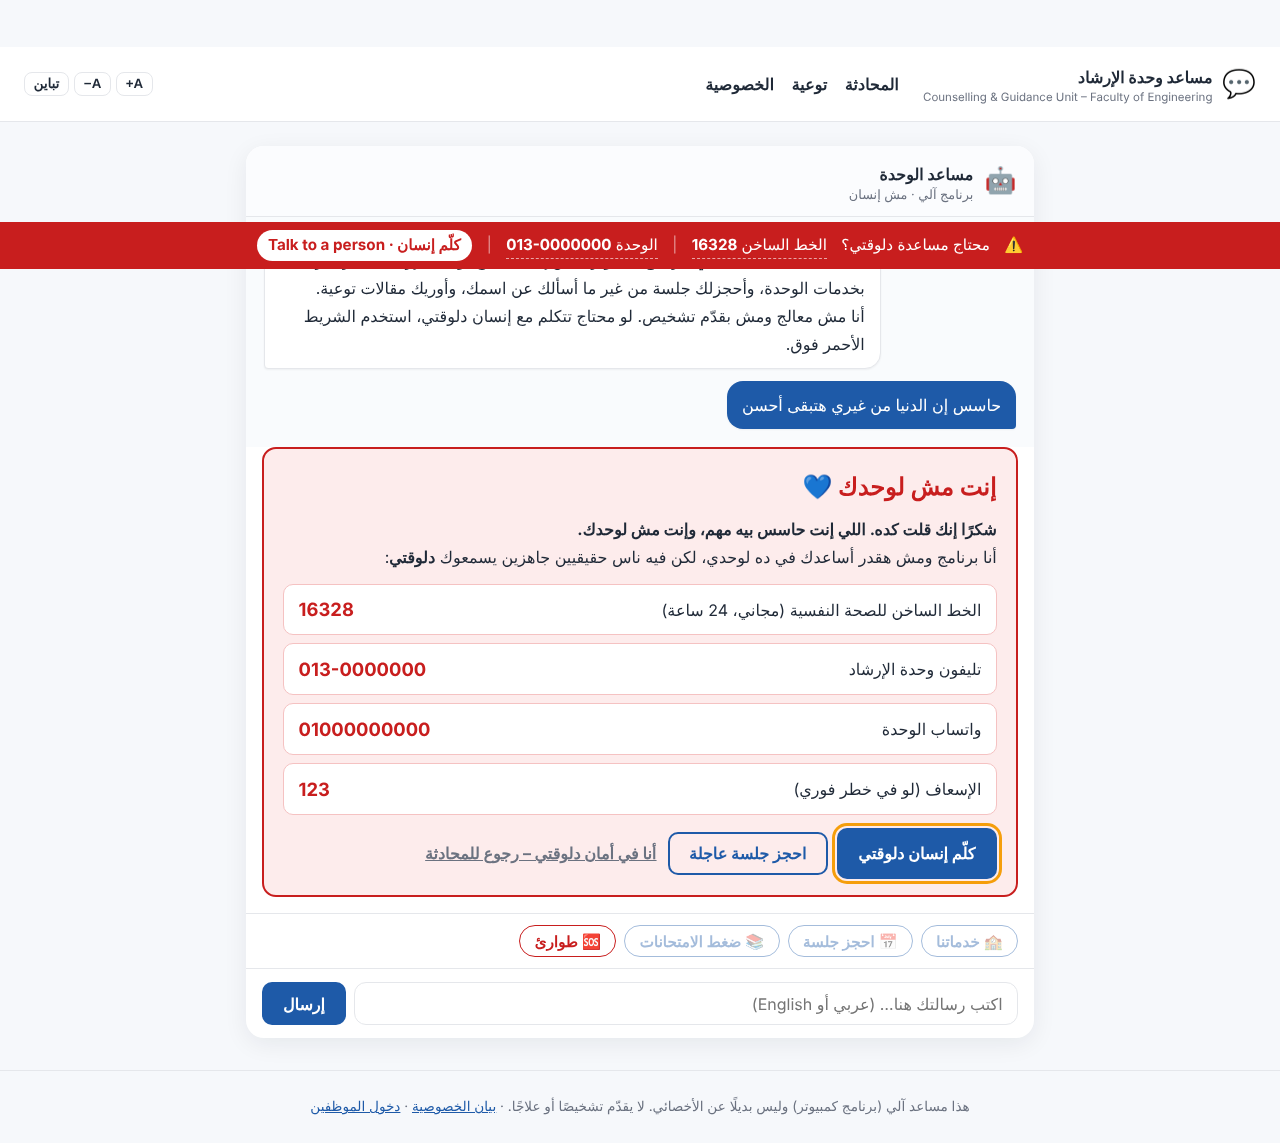 مساعد وحدة الإرشاد
Counselling & Guidance Unit – Faculty of Engineering
المحادثة
توعية
الخصوصية
A+
A−
تباين
مساعد الوحدة
برنامج آلي · مش إنسان
محتاج مساعدة دلوقتي؟
الخط الساخن 16328
|
الوحدة 013-0000000
|
كلّم إنسان · Talk to a person
بخدمات الوحدة، وأحجزلك جلسة من غير ما أسألك عن اسمك، وأوريك مقالات توعية.
أنا مش معالج ومش بقدّم تشخيص. لو محتاج تتكلم مع إنسان دلوقتي، استخدم الشريط
الأحمر فوق.
حاسس إن الدنيا من غيري هتبقى أحسن
إنت مش لوحدك 💙
شكرًا إنك قلت كده. اللي إنت حاسس بيه مهم، وإنت مش لوحدك.
أنا برنامج ومش هقدر أساعدك في ده لوحدي، لكن فيه ناس حقيقيين جاهزين يسمعوك دلوقتي:
الخط الساخن للصحة النفسية (مجاني، 24 ساعة)
16328
تليفون وحدة الإرشاد
013-0000000
واتساب الوحدة
01000000000
الإسعاف (لو في خطر فوري)
123
كلّم إنسان دلوقتي
احجز جلسة عاجلة
أنا في أمان دلوقتي – رجوع للمحادثة
🏫 خدماتنا
📅 احجز جلسة
📚 ضغط الامتحانات
🆘 طوارئ
اكتب رسالتك هنا... (عربي أو English)
إرسال
هذا مساعد آلي (برنامج كمبيوتر) وليس بديلًا عن الأخصائي. لا يقدّم تشخيصًا أو علاجًا. · بيان الخصوصية · دخول الموظفين